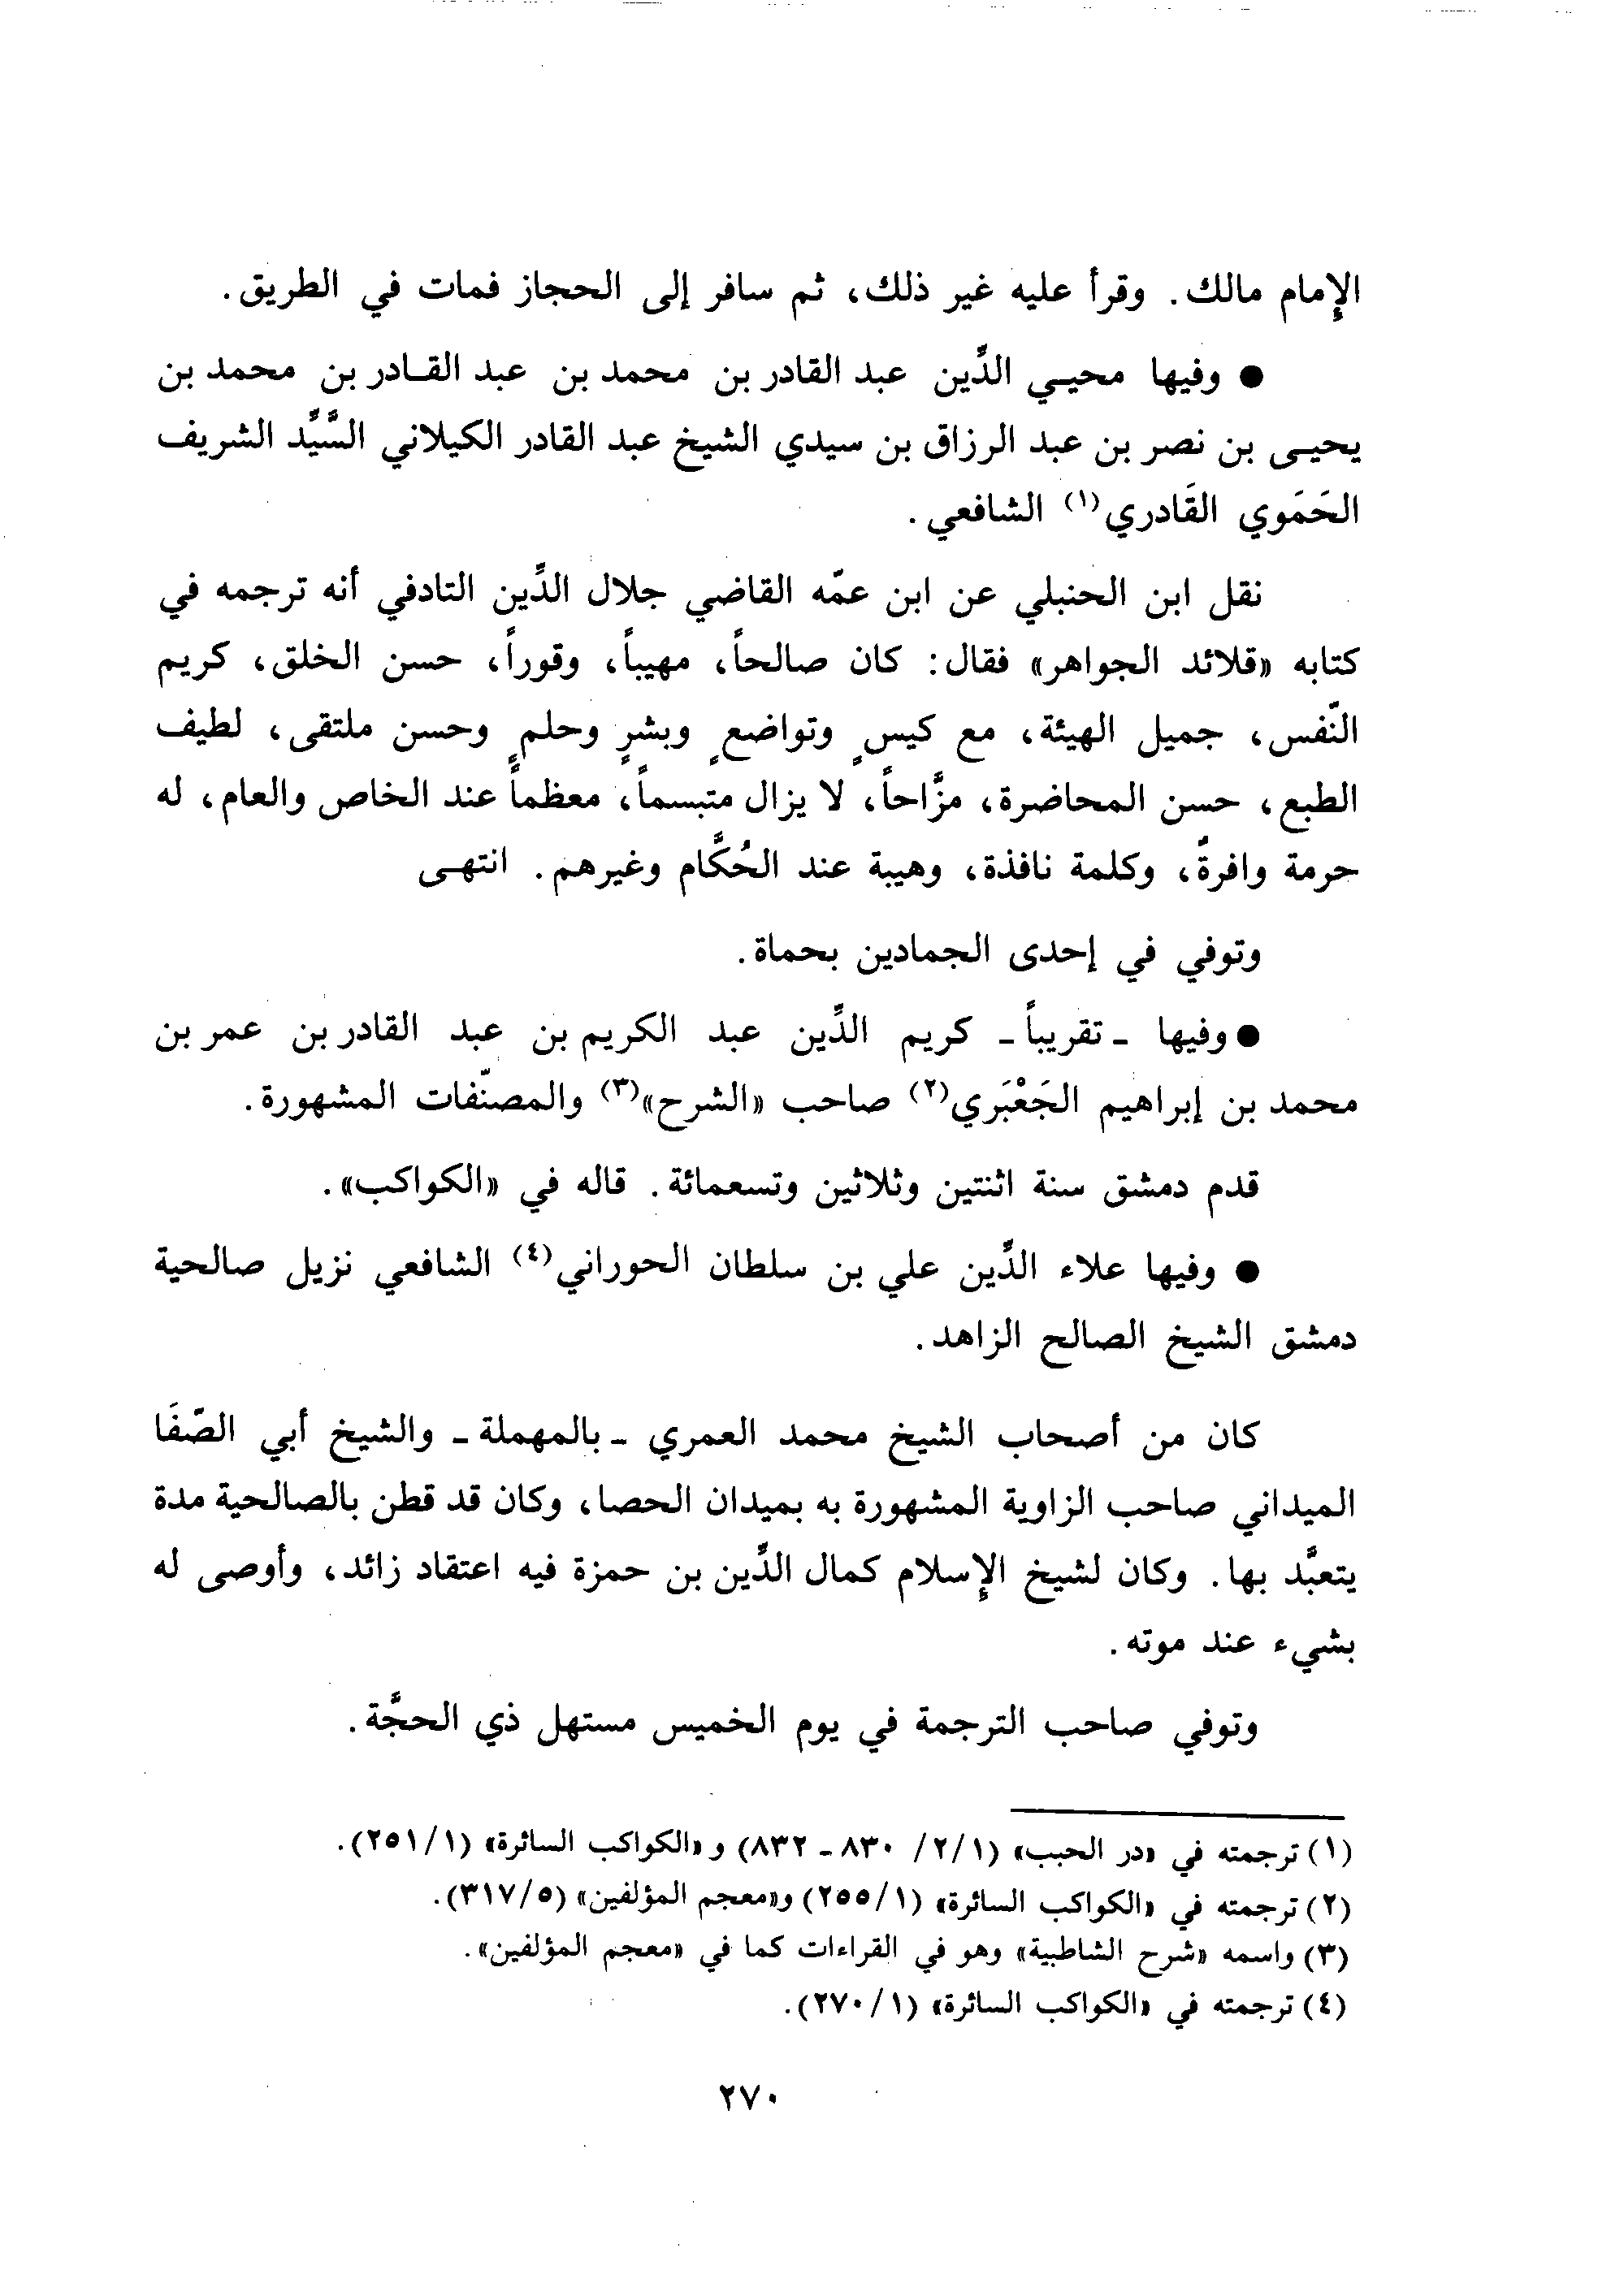 الإمام مالك. وقرأ عليه غير ذلك، ثم سافر إلى الحجاز فمات في الطريق.
● وفيها محيـي الدِّين عبد القادر بن محمد بن عبد القـادر بن محمد بن
يحيـى بن نصر بن عبد الرزاق بن سيدي الشيخ عبد القادر الكيلاني السَّيِّد الشريف
الحَمَوي القَادري(١) الشافعي.
نقل ابن الحنبلي عن ابن عمّه القاضي جلال الدِّين التادفي أنه ترجمه في
كتابه «قلائد الجواهر» فقال: كان صالحاً، مهيباً، وقوراً، حسن الخلق، كريم
النّفس، جميل الهيئة، مع كيسٍ وتواضعٍ وبشرٍ وحلمٍ وحسن ملتقى، لطيف
الطبع، حسن المحاضرة، مزَّاحاً، لا يزال متبسماً، معظماً عند الخاص والعام، له
حرمة وافرةً، وكلمة نافذة، وهيبة عند الحُكَّام وغيرهم. انتهـى
وتوفي في إحدى الجمادين بحماة.
● وفيها ـ تقريباً ـ كريم الدِّين عبد الكريم بن عبد القادر بن عمر بن
محمد بن إبراهيم الجَعْبَري(٢) صاحب «الشرح»(٣) والمصنّفات المشهورة.
قدم دمشق سنة اثنتين وثلاثين وتسعمائة. قاله في «الكواكب».
● وفيها علاء الدِّين علي بن سلطان الحوراني(٤) الشافعي نزيل صالحية
دمشق الشيخ الصالح الزاهد.
كان من أصحاب الشيخ محمد العمري ـ بالمهملة ـ والشيخ أبي الصّفَا
الميداني صاحب الزاوية المشهورة به بميدان الحصا، وكان قد قطن بالصالحية مدة
يتعبَّد بها. وكان لشيخ الإسلام كمال الدِّين بن حمزة فيه اعتقاد زائد، وأوصى له
بشيء عند موته.
وتوفي صاحب الترجمة في يوم الخميس مستهل ذي الحجَّة.
(١) ترجمته في «در الحبب» (٢/١/ ٨٣٠ ـ ٨٣٢) و «الكواكب السائرة» (٢٥١/١).
(٢) ترجمته في «الكواكب السائرة» (٢٥٥/١) و«معجم المؤلفين» (٣١٧/٥).
(٣) واسمه «شرح الشاطبية» وهو في القراءات كما في «معجم المؤلفين».
(٤) ترجمته في «الكواكب السائرة» (٢٧٠/١).
٢٧٠